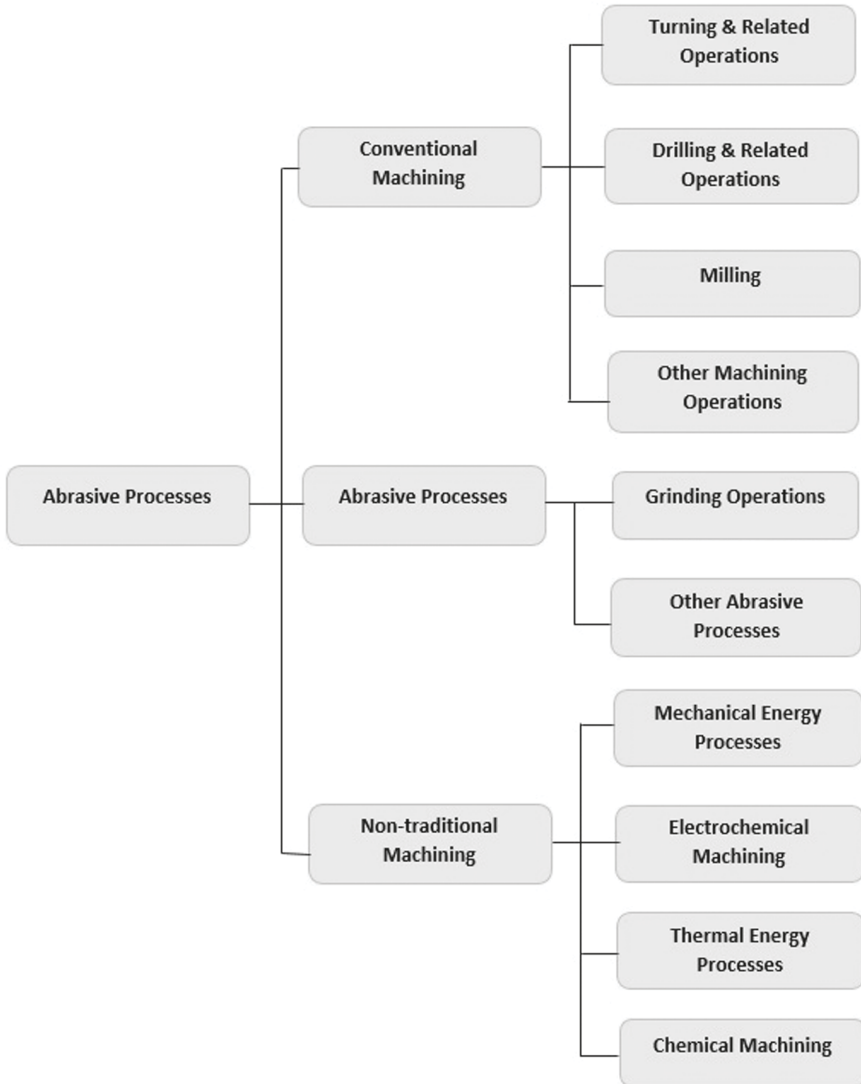 Turning & Related
Operations
Conventional
Machining
Drilling & Related
Operations
Milling
Other Machining
Operations
Abrasive Processes
Abrasive Processes
Grinding Operations
Other Abrasive
Processes
Mechanical Energy
Processes
Non-traditional
Machining
Electrochemical
Machining
Thermal Energy
Processes
Chemical Machining